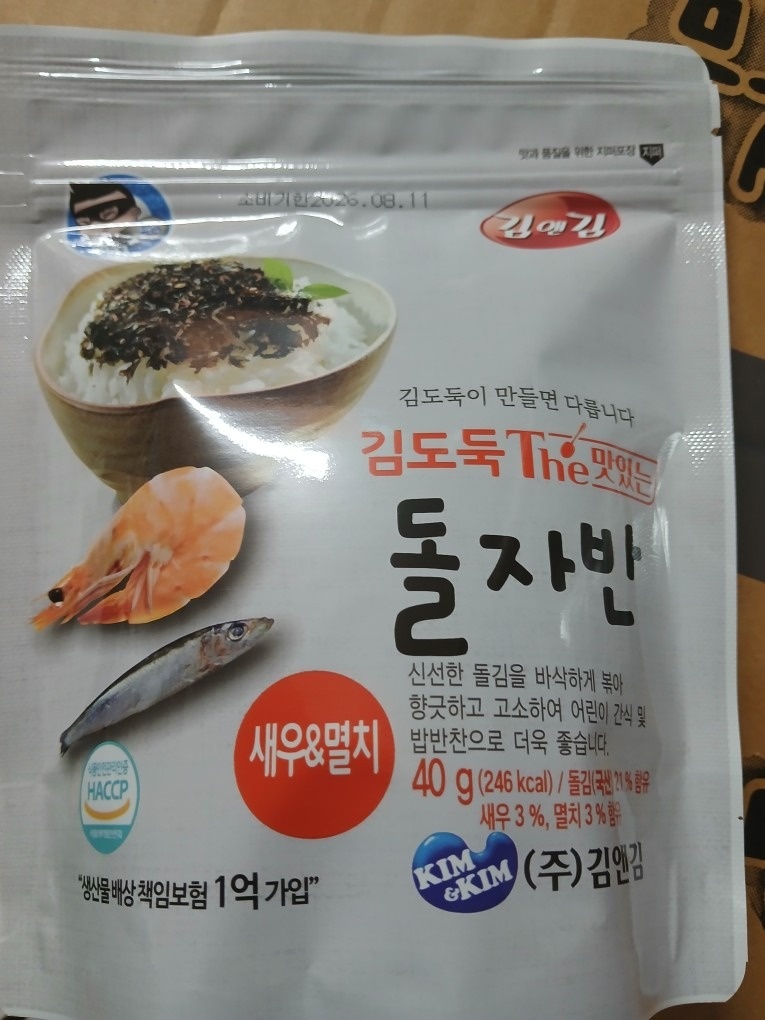 맛과 품질을 위한 지퍼포장 지퍼
소비기한2026.08.11
김앤김
김도둑이 만들면 다릅니다
김도둑 The 맛있는
돌자반
신선한 돌김을 바삭하게 볶아
향긋하고 고소하여 어린이 간식 및
밥반찬으로 더욱 좋습니다.
새우&멸치
40 g (246 kcal) / 돌김(국산) 21 % 함유
새우 3 %, 멸치 3 % 함유
HACCP
KIM
&KIM
(주)김앤김
"생산물 배상 책임보험 1억 가입"